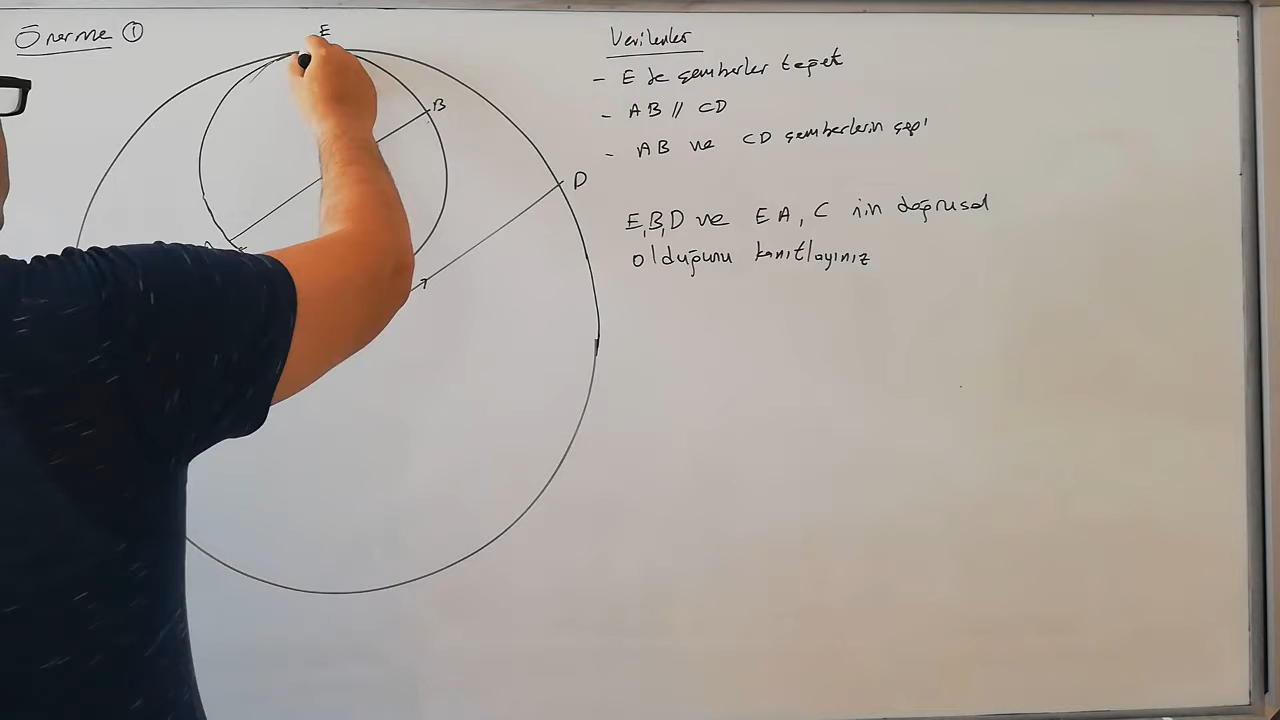 Önerme ①
E
B
D
Verilenler
- E de çemberler teğet
- AB // CD
- AB ve CD çemberlerin çapı
E,B,D ve E A, C nin doğrusal
olduğunu kanıtlayınız